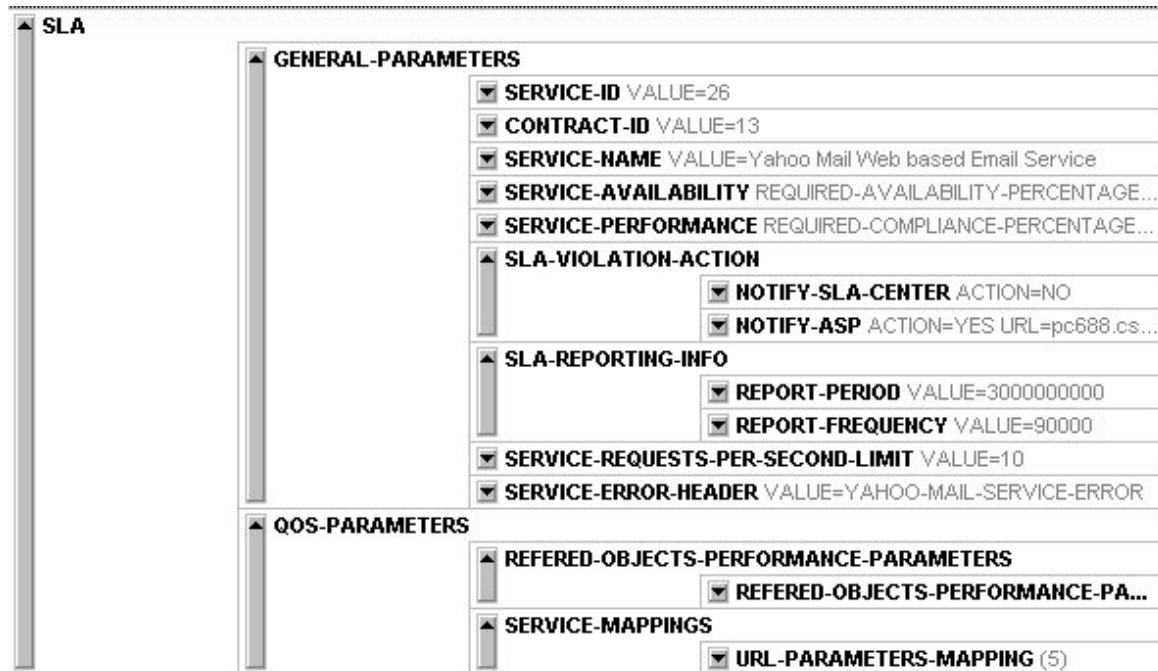 SLA
GENERAL-PARAMETERS
SERVICE-ID VALUE=26
CONTRACT-ID VALUE=13
SERVICE-NAME VALUE=Yahoo Mail Web based Email Service
SERVICE-AVAILABILITY REQUIRED-AVAILABILITY-PERCENTAGE...
SERVICE-PERFORMANCE REQUIRED-COMPLIANCE-PERCENTAGE...
SLA-VIOLATION-ACTION
NOTIFY-SLA-CENTER ACTION=NO
NOTIFY-ASP ACTION=YES URL=pc688.cs...
SLA-REPORTING-INFO
REPORT-PERIOD VALUE=3000000000
REPORT-FREQUENCY VALUE=90000
SERVICE-REQUESTS-PER-SECOND-LIMIT VALUE=10
SERVICE-ERROR-HEADER VALUE=YAHOO-MAIL-SERVICE-ERROR
QOS-PARAMETERS
REFERED-OBJECTS-PERFORMANCE-PARAMETERS
REFERED-OBJECTS-PERFORMANCE-PA...
SERVICE-MAPPINGS
URL-PARAMETERS-MAPPING (5)